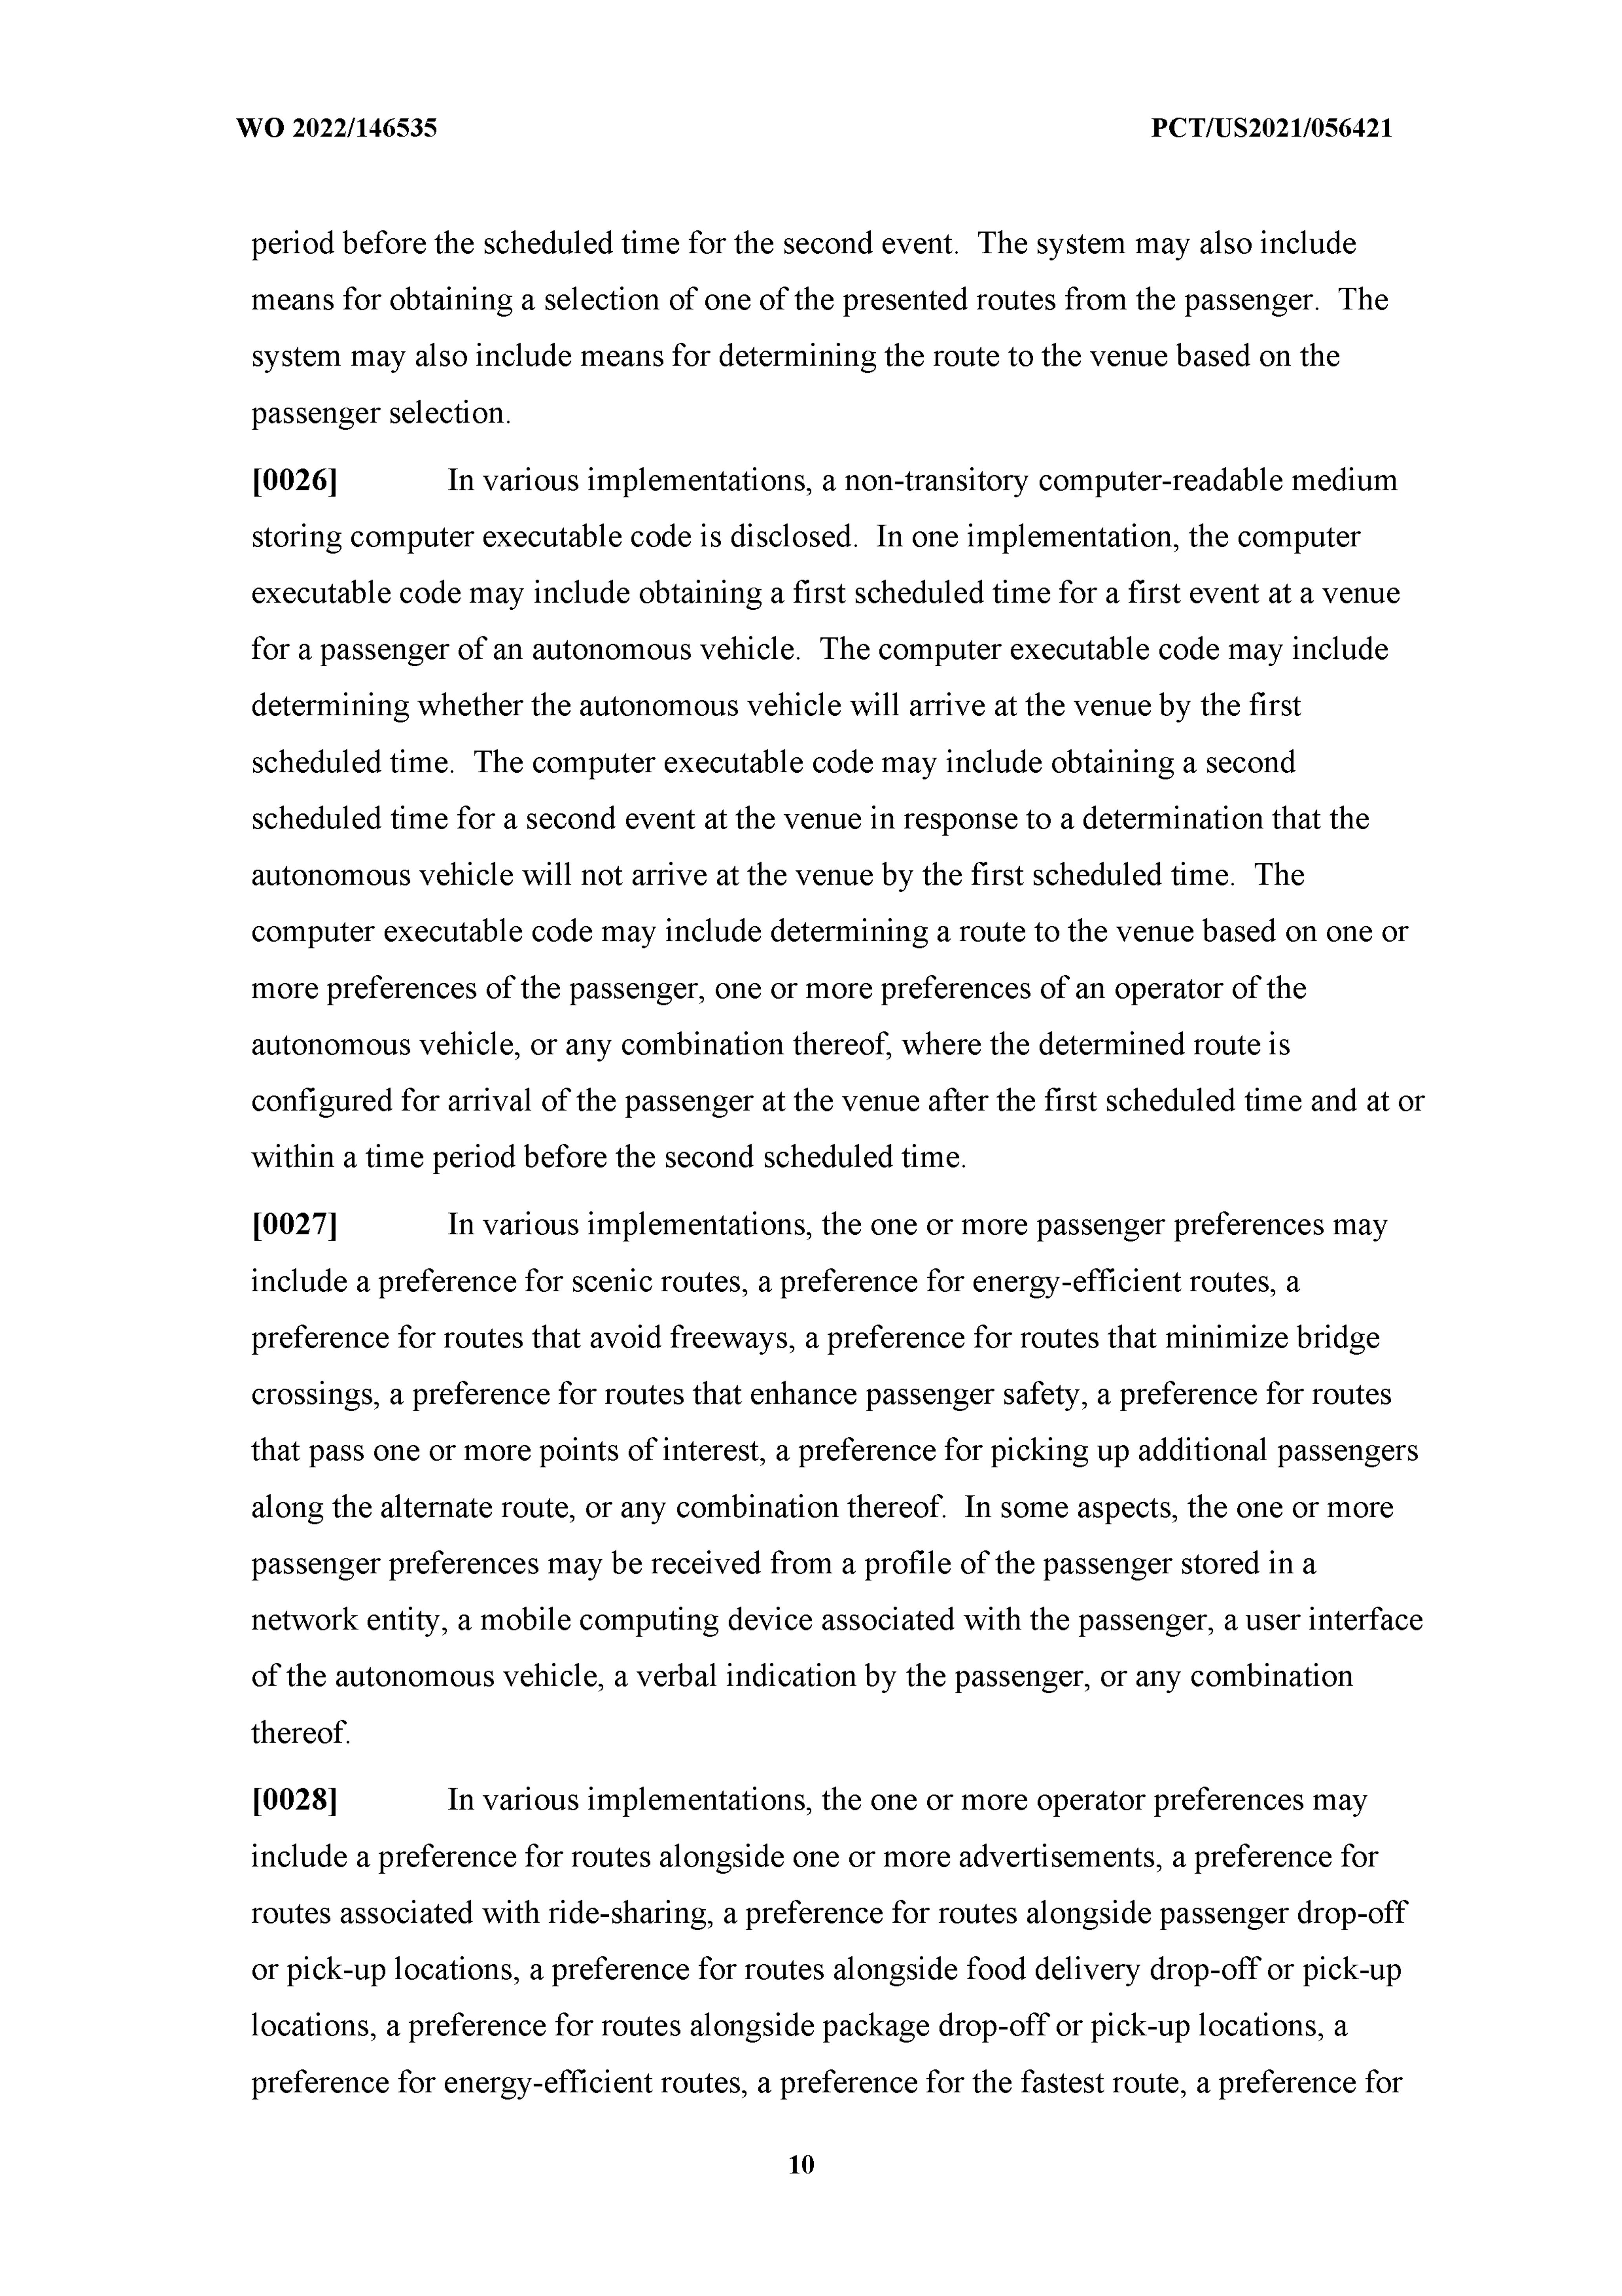 WO 2022/146535 PCT/US2021/056421
period before the scheduled time for the second event. The system may also include
means for obtaining a selection of one of the presented routes from the passenger. The
system may also include means for determining the route to the venue based on the
passenger selection.
[0026] In various implementations, a non-transitory computer-readable medium
storing computer executable code is disclosed. In one implementation, the computer
executable code may include obtaining a first scheduled time for a first event at a venue
for a passenger of an autonomous vehicle. The computer executable code may include
determining whether the autonomous vehicle will arrive at the venue by the first
scheduled time. The computer executable code may include obtaining a second
scheduled time for a second event at the venue in response to a determination that the
autonomous vehicle will not arrive at the venue by the first scheduled time. The
computer executable code may include determining a route to the venue based on one or
more preferences of the passenger, one or more preferences of an operator of the
autonomous vehicle, or any combination thereof, where the determined route is
configured for arrival of the passenger at the venue after the first scheduled time and at or
within a time period before the second scheduled time.
[0027] In various implementations, the one or more passenger preferences may
include a preference for scenic routes, a preference for energy-efficient routes, a
preference for routes that avoid freeways, a preference for routes that minimize bridge
crossings, a preference for routes that enhance passenger safety, a preference for routes
that pass one or more points of interest, a preference for picking up additional passengers
along the alternate route, or any combination thereof. In some aspects, the one or more
passenger preferences may be received from a profile of the passenger stored in a
network entity, a mobile computing device associated with the passenger, a user interface
of the autonomous vehicle, a verbal indication by the passenger, or any combination
thereof.
[0028] In various implementations, the one or more operator preferences may
include a preference for routes alongside one or more advertisements, a preference for
routes associated with ride-sharing, a preference for routes alongside passenger drop-off
or pick-up locations, a preference for routes alongside food delivery drop-off or pick-up
locations, a preference for routes alongside package drop-off or pick-up locations, a
preference for energy-efficient routes, a preference for the fastest route, a preference for
10